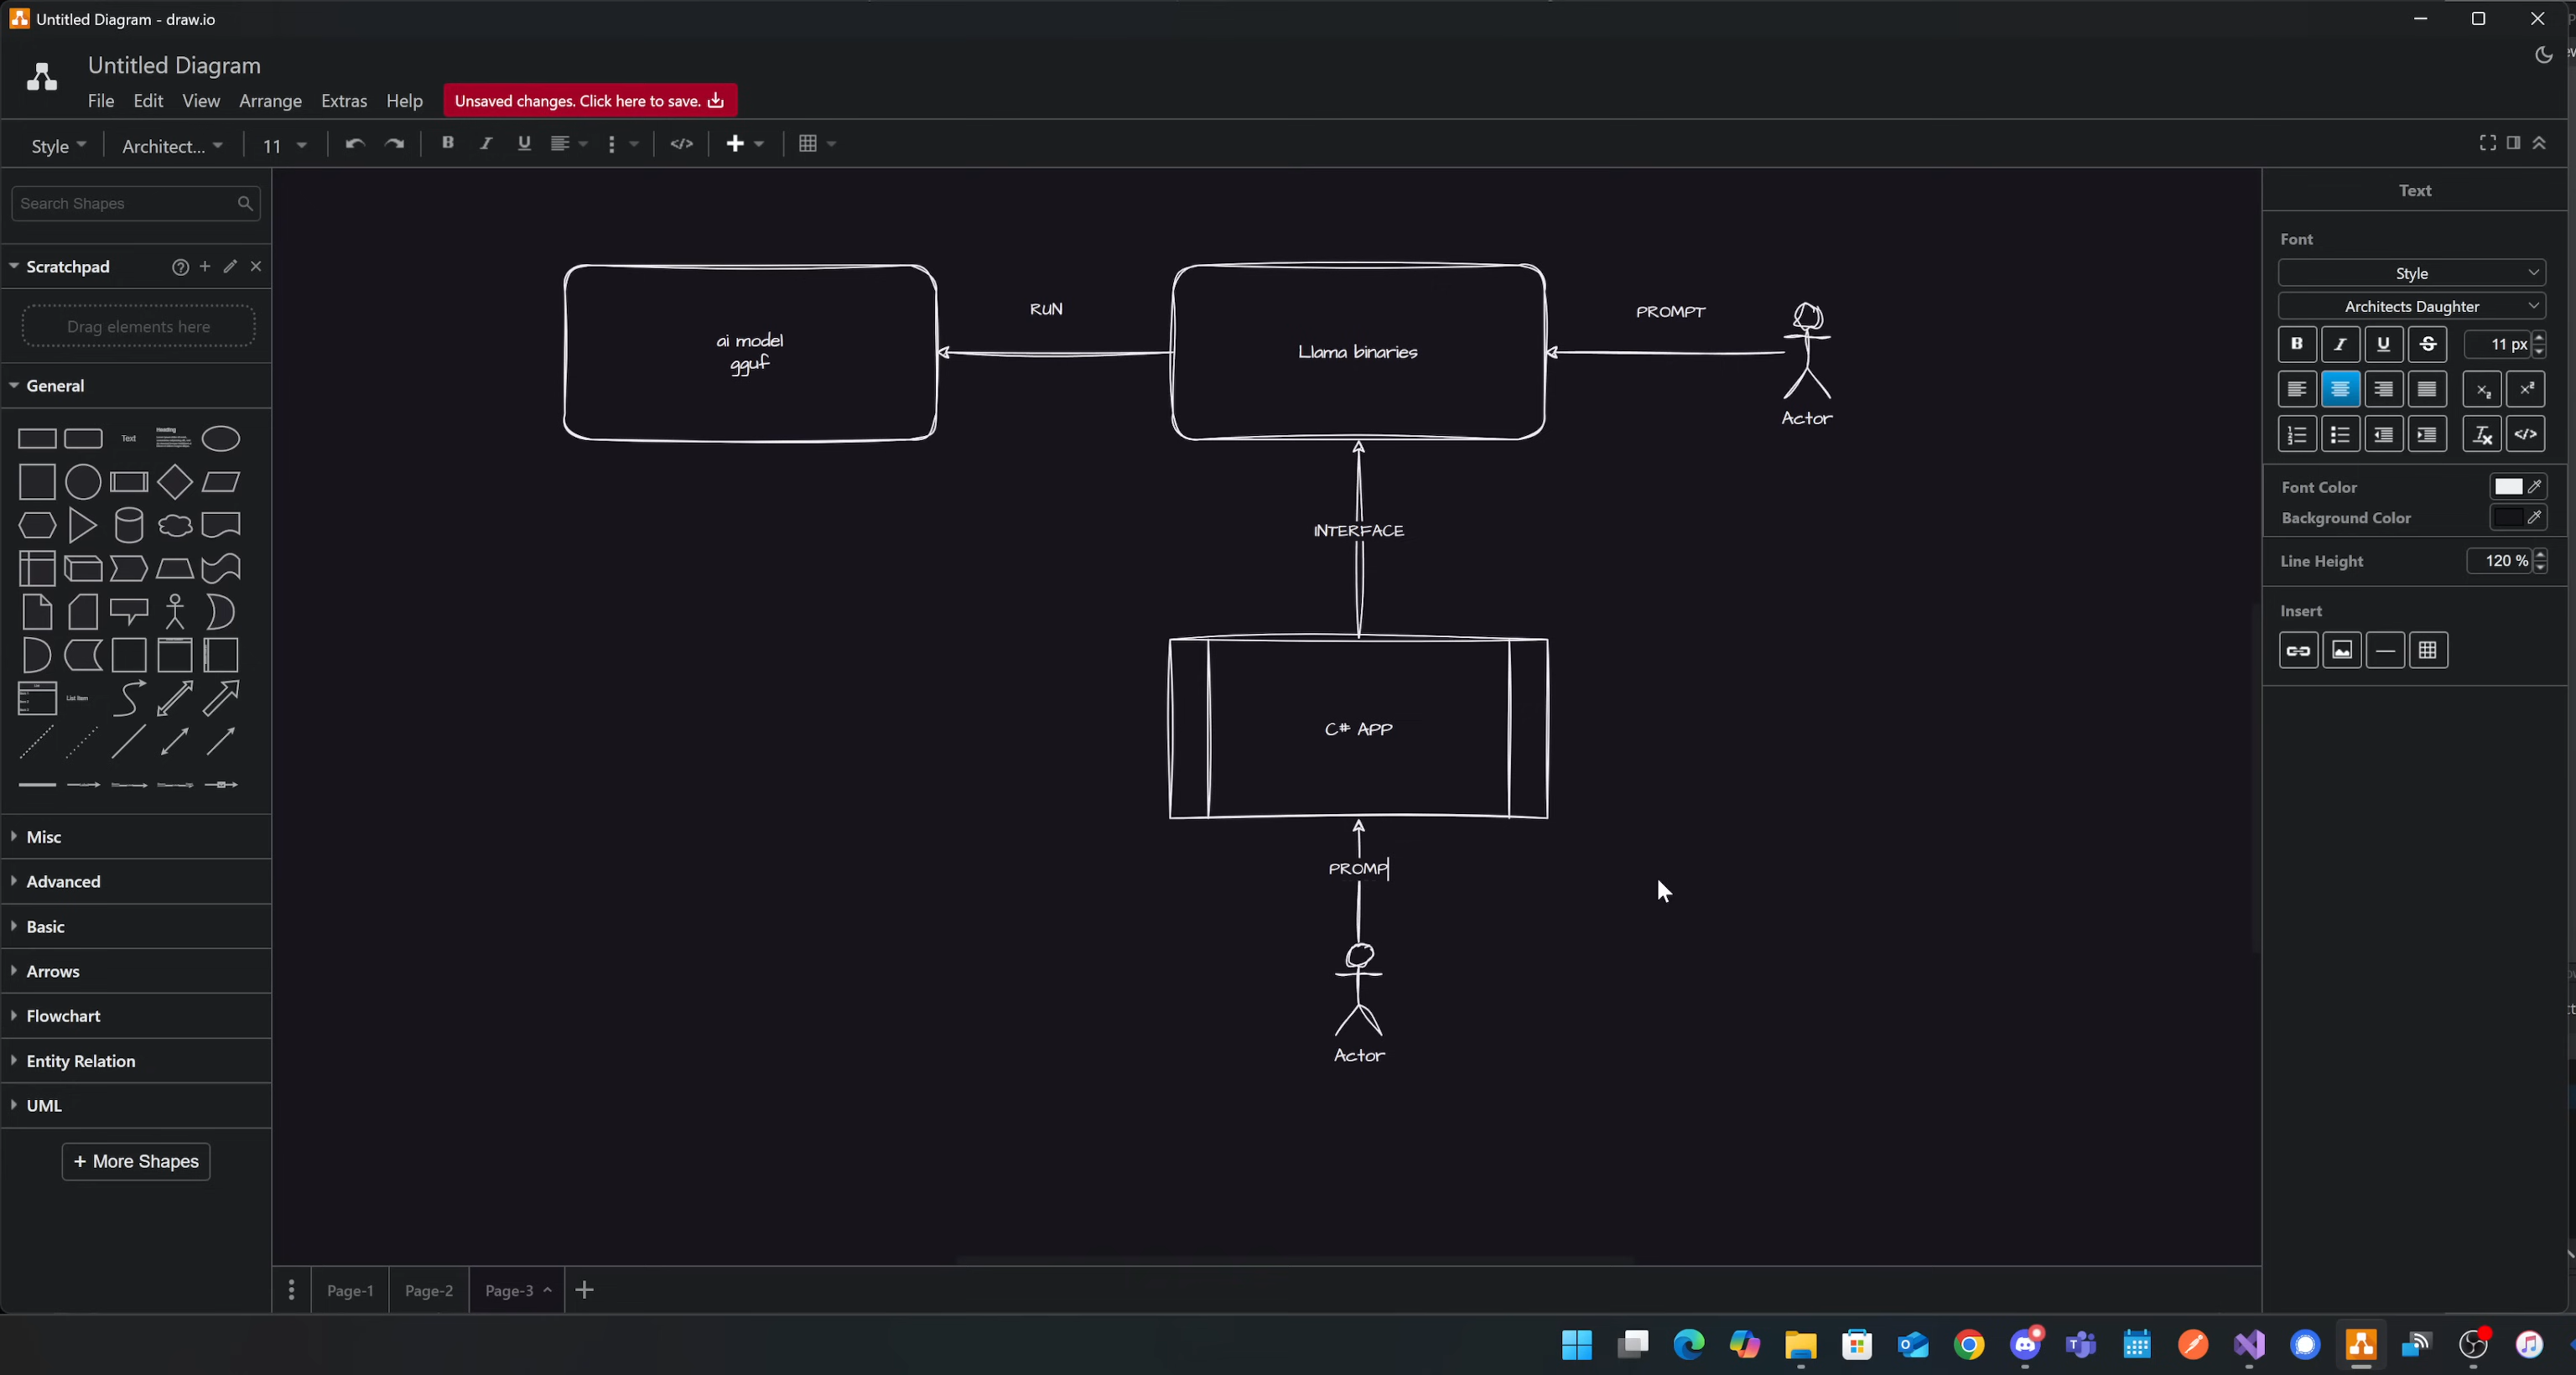 Untitled Diagram - draw.io
Untitled Diagram
File Edit View Arrange Extras Help Unsaved changes. Click here to save.
Style Architect... 11 B I U </>
Search Shapes
Text
Scratchpad
Font
Style
Drag elements here
Architects Daughter
B I U S 11 px
General
Text
Heading
Font Color
Background Color
Line Height 120 %
Insert
List Item
Misc
Advanced
Basic
Arrows
Flowchart
Entity Relation
UML
+ More Shapes
ai model
gguf
RUN
Llama binaries
PROMPT
Actor
INTERFACE
C# APP
PROMP
Actor
Page-1 Page-2 Page-3